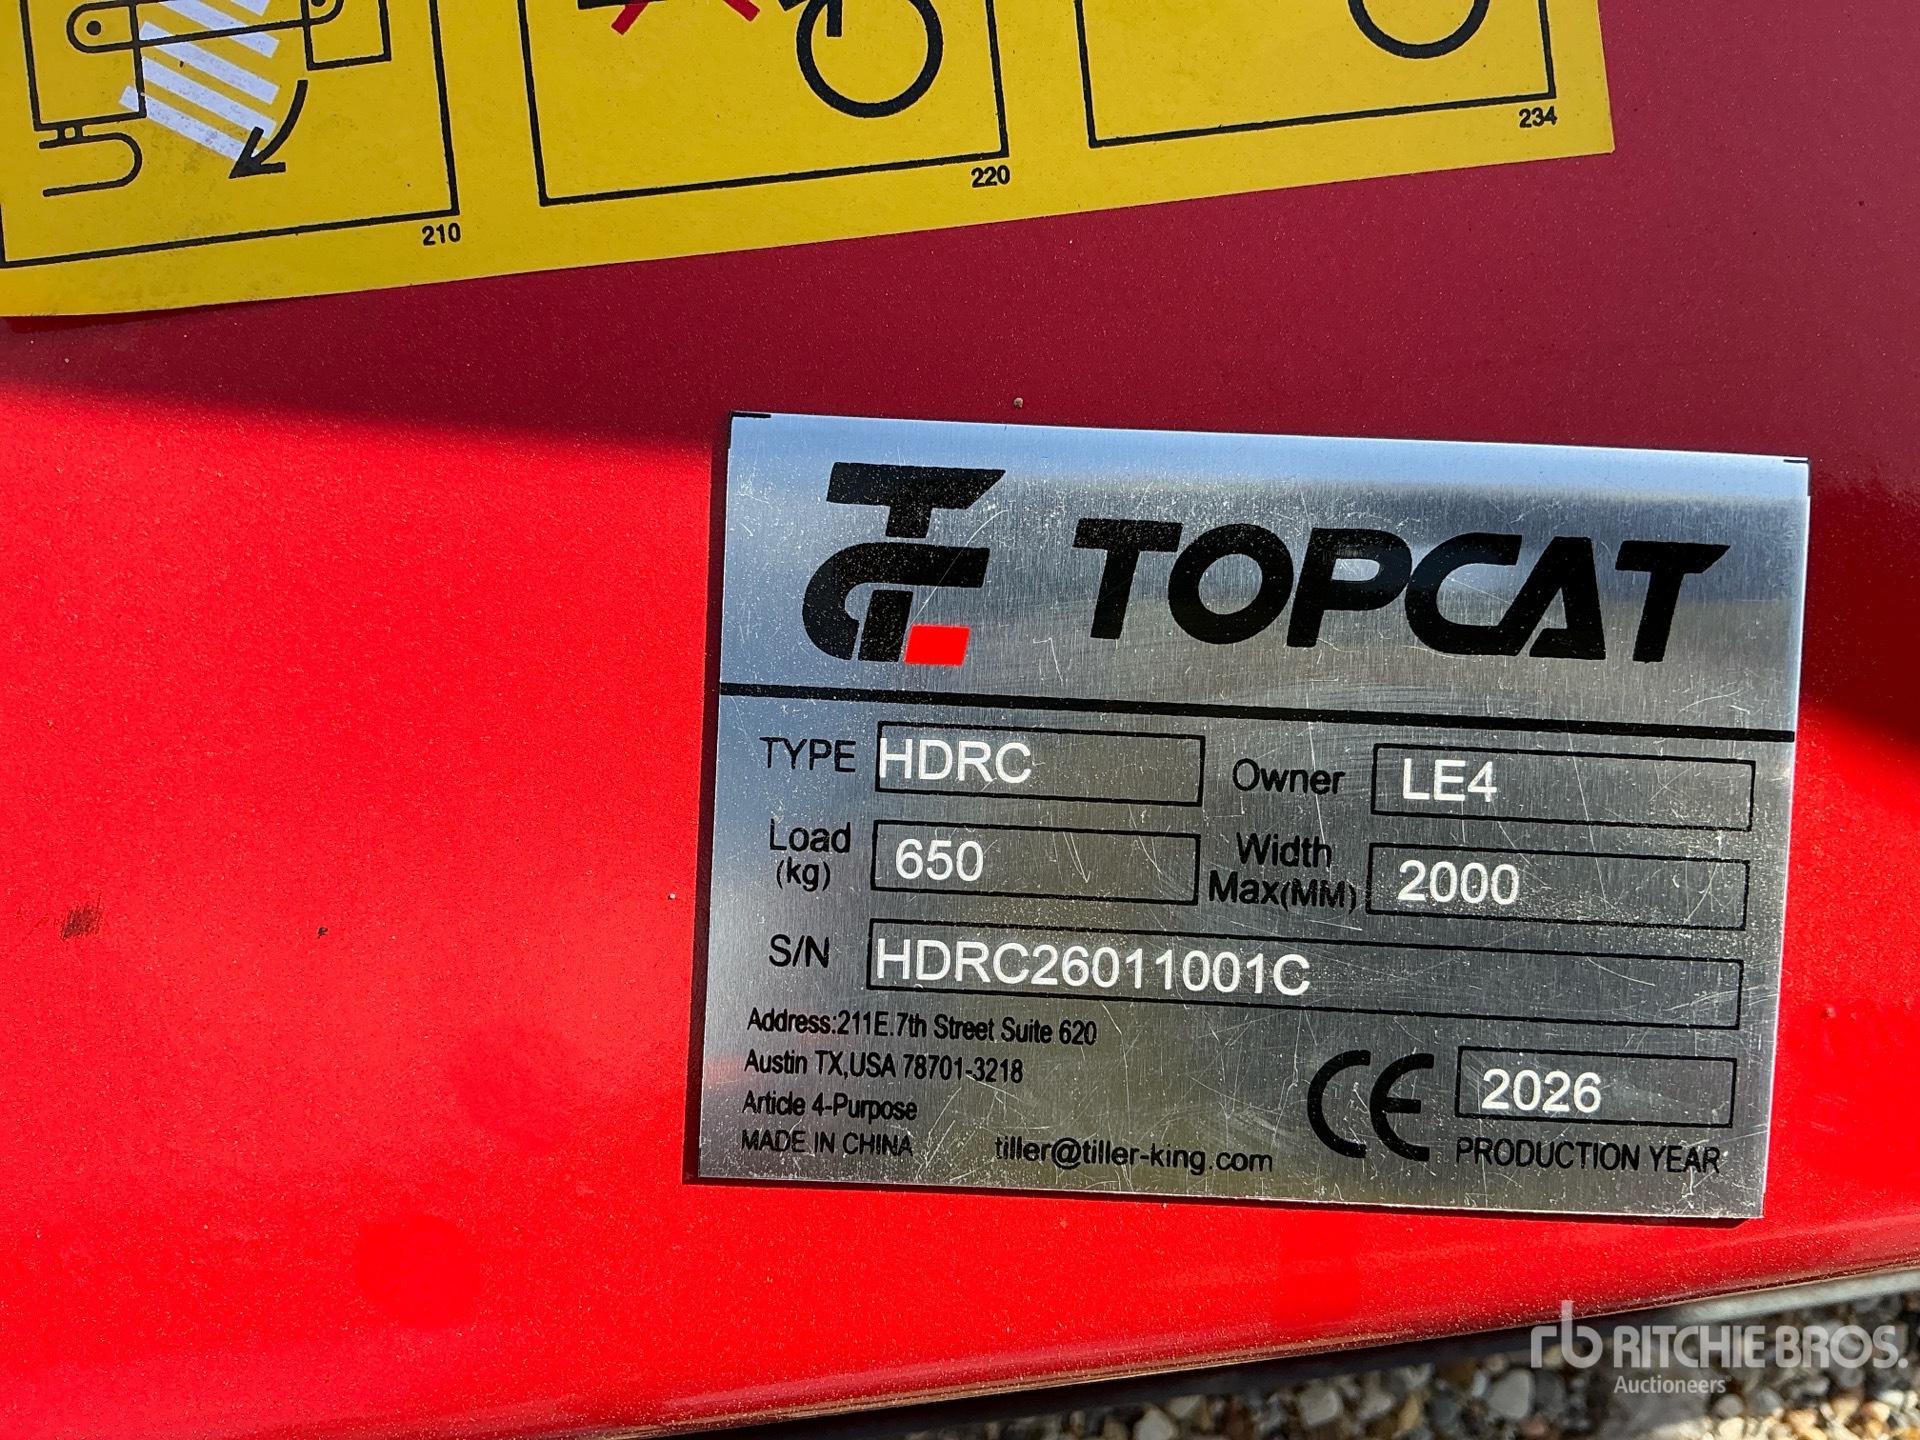 210
220
234
TC TOPCAT
TYPE HDRC Owner LE4
Load (kg) 650 Width Max(MM) 2000
S/N HDRC26011001C
Address:211E.7th Street Suite 620
Austin TX,USA 78701-3218
Article 4-Purpose
MADE IN CHINA
tiller@tiller-king.com
CE 2026
PRODUCTION YEAR
rb RITCHIE BROS.
Auctioneers